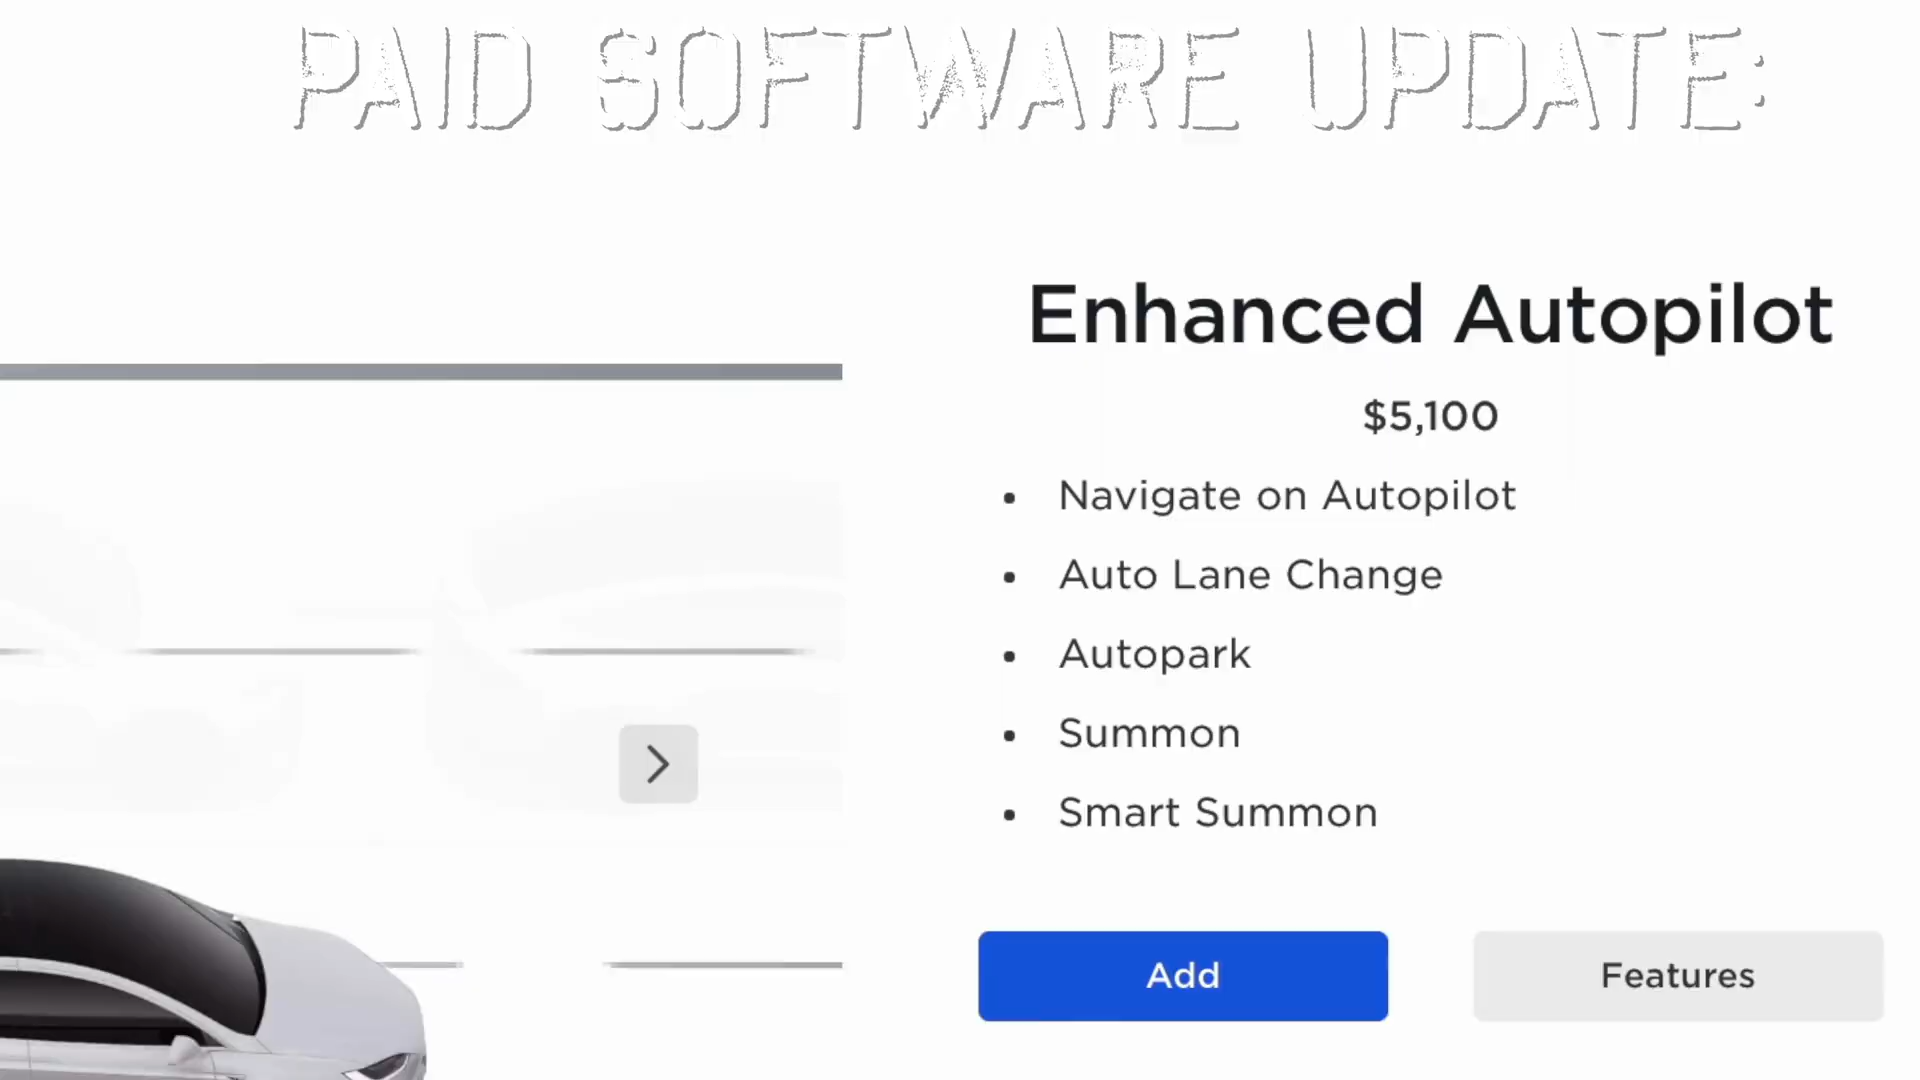 PAID SOFTWARE UPDATE:
Enhanced Autopilot
$5,100
• Navigate on Autopilot
• Auto Lane Change
• Autopark
• Summon
• Smart Summon
Add
Features